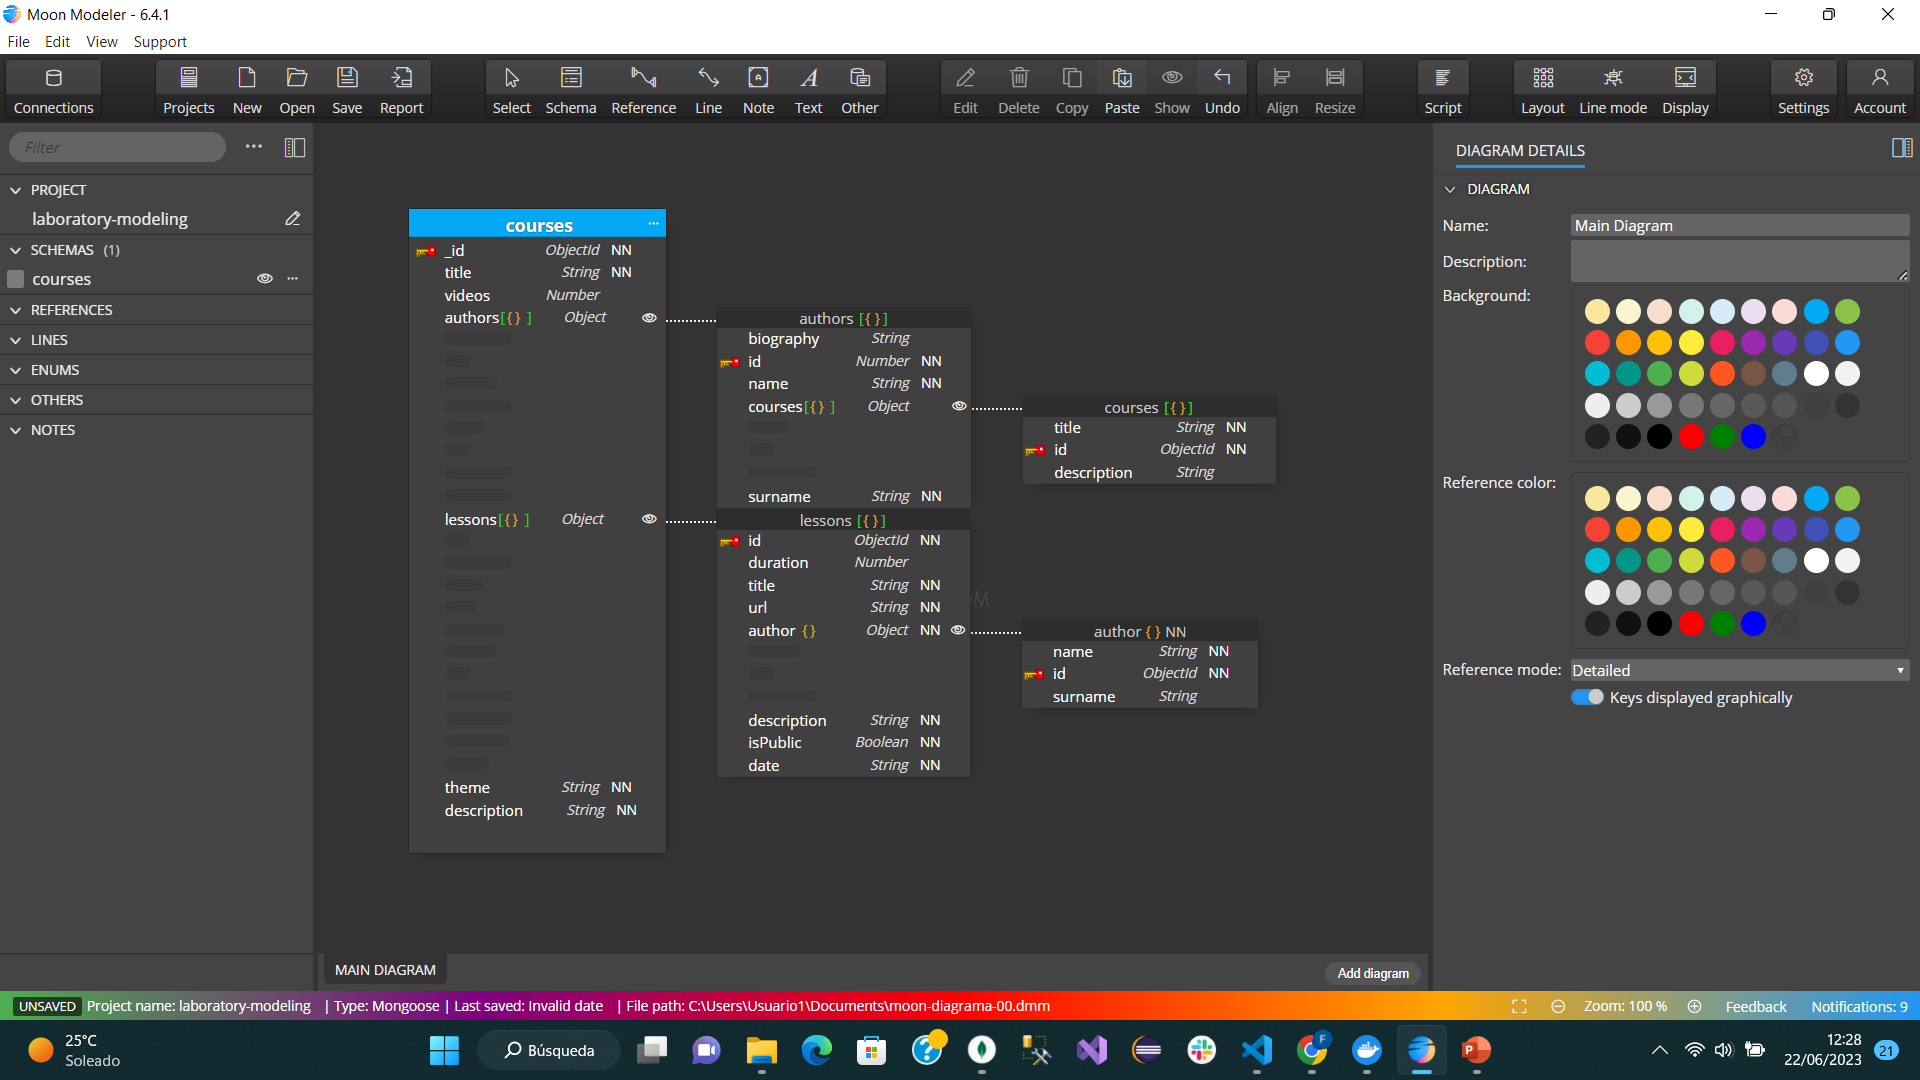 Moon Modeler - 6.4.1
File Edit View Support
Connections Projects New Open Save Report Select Schema Reference Line Note Text Other Edit Delete Copy Paste Show Undo Align Resize Script Layout Line mode Display Settings Account
Filter
PROJECT
laboratory-modeling
SCHEMAS (1)
courses
REFERENCES
LINES
ENUMS
OTHERS
NOTES
courses
_id ObjectId NN
title String NN
videos Number
authors[{} ] Object
lessons[{} ] Object
theme String NN
description String NN
authors [{}]
biography String
id Number NN
name String NN
courses[{} ] Object
surname String NN
courses [{}]
title String NN
id ObjectId NN
description String
lessons [{}]
id ObjectId NN
duration Number
title String NN
url String NN
author {} Object NN
description String NN
isPublic Boolean NN
date String NN
author {} NN
name String NN
id ObjectId NN
surname String
MAIN DIAGRAM
Add diagram
DIAGRAM DETAILS
DIAGRAM
Name: Main Diagram
Description:
Background:
Reference color:
Reference mode: Detailed
Keys displayed graphically
UNSAVED Project name: laboratory-modeling | Type: Mongoose | Last saved: Invalid date | File path: C:\Users\Usuario1\Documents\moon-diagrama-00.dmm Zoom: 100 % Feedback Notifications: 9
25°C
Soleado
Búsqueda
12:28
22/06/2023
21